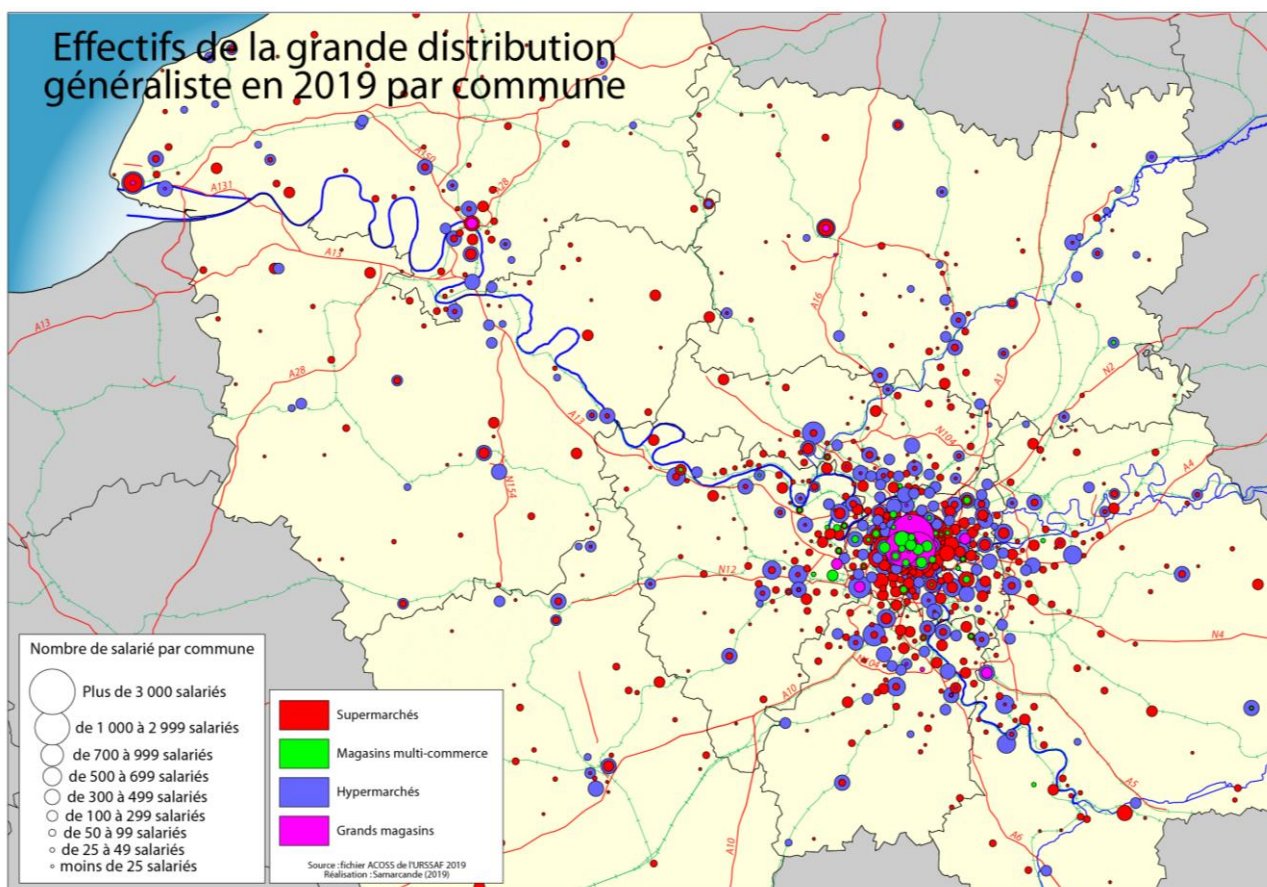 Effectifs de la grande distribution
généraliste en 2019 par commune
A150
A28
A131
A13
A13
A28
A13
N154
A16
A1
N2
N104
A4
N12
N4
N104
A10
A10
A5
A6
Nombre de salarié par commune
Plus de 3 000 salariés
de 1 000 à 2 999 salariés
de 700 à 999 salariés
de 500 à 699 salariés
de 300 à 499 salariés
de 100 à 299 salariés
de 50 à 99 salariés
de 25 à 49 salariés
moins de 25 salariés
Supermarchés
Magasins multi-commerce
Hypermarchés
Grands magasins
Source : fichier ACOSS de l'URSSAF 2019
Réalisation : Samarcande (2019)